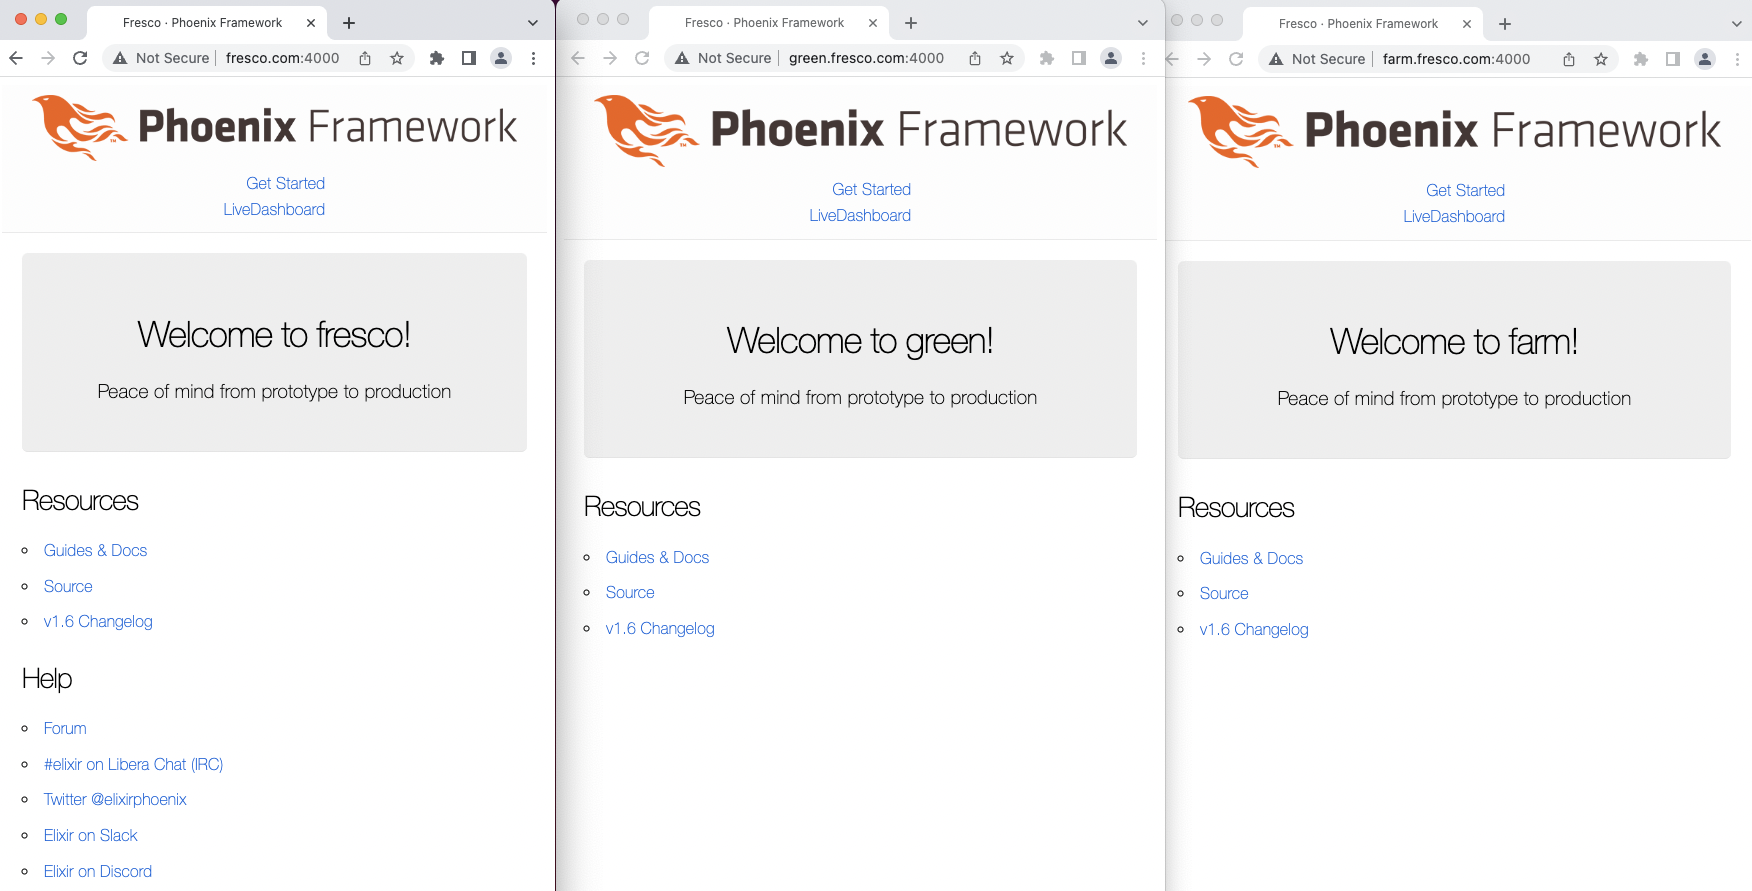 Fresco · Phoenix Framework
Not Secure
fresco.com:4000
Phoenix Framework
™
Get Started
LiveDashboard
Welcome to fresco!
Peace of mind from prototype to production
Resources
Guides & Docs
Source
v1.6 Changelog
Help
Forum
#elixir on Libera Chat (IRC)
Twitter @elixirphoenix
Elixir on Slack
Elixir on Discord
Fresco · Phoenix Framework
Not Secure
green.fresco.com:4000
Phoenix Framework
™
Get Started
LiveDashboard
Welcome to green!
Peace of mind from prototype to production
Resources
Guides & Docs
Source
v1.6 Changelog
Fresco · Phoenix Framework
Not Secure
farm.fresco.com:4000
Phoenix Framework
™
Get Started
LiveDashboard
Welcome to farm!
Peace of mind from prototype to production
Resources
Guides & Docs
Source
v1.6 Changelog